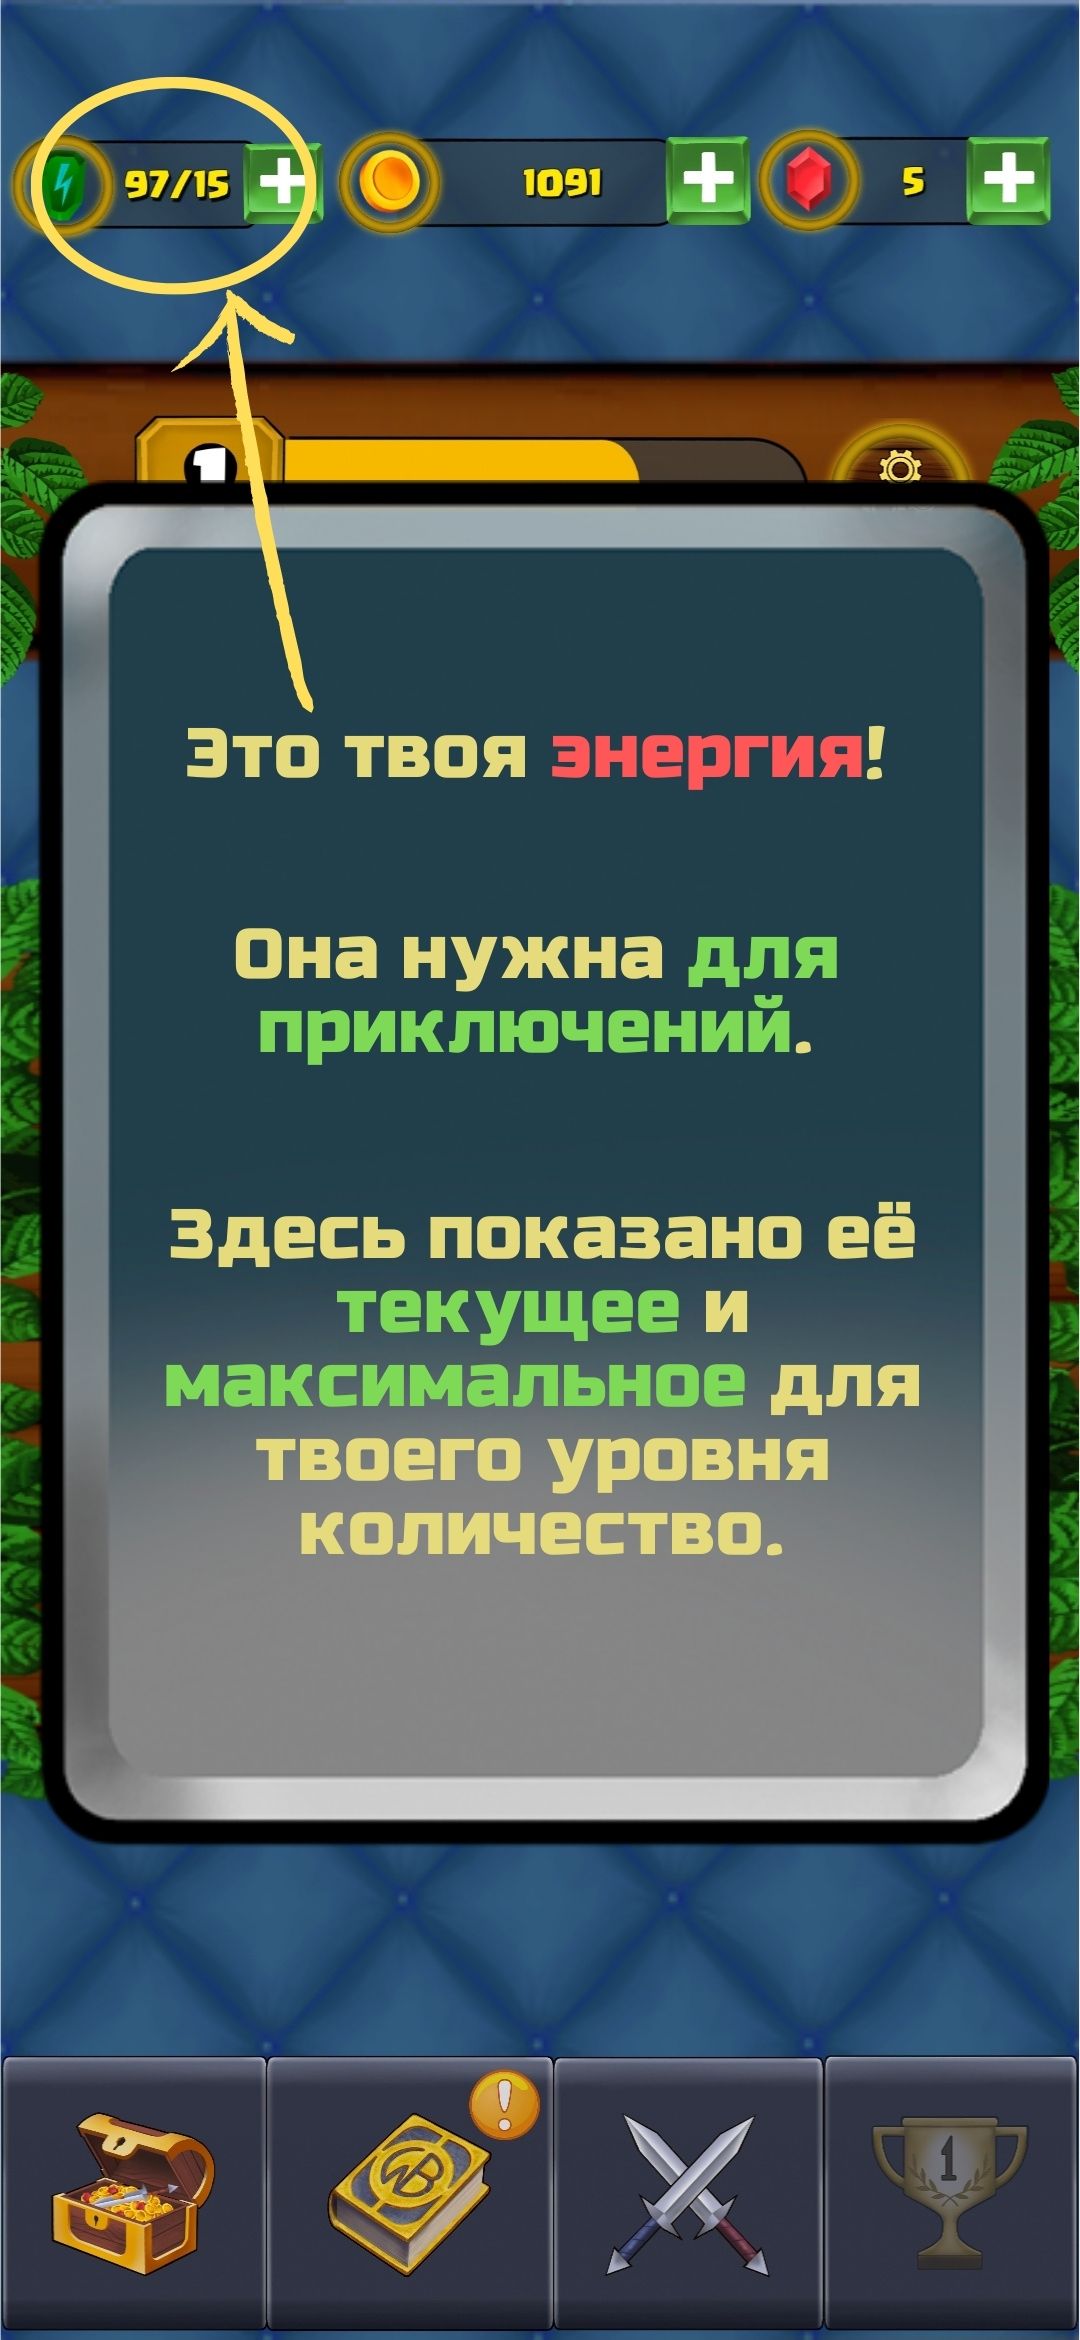 97/15
1091
5
1
Это твоя энергия!
Она нужна для
приключений.
Здесь показано её
текущее и
максимальное для
твоего уровня
количество.
!
WB
1